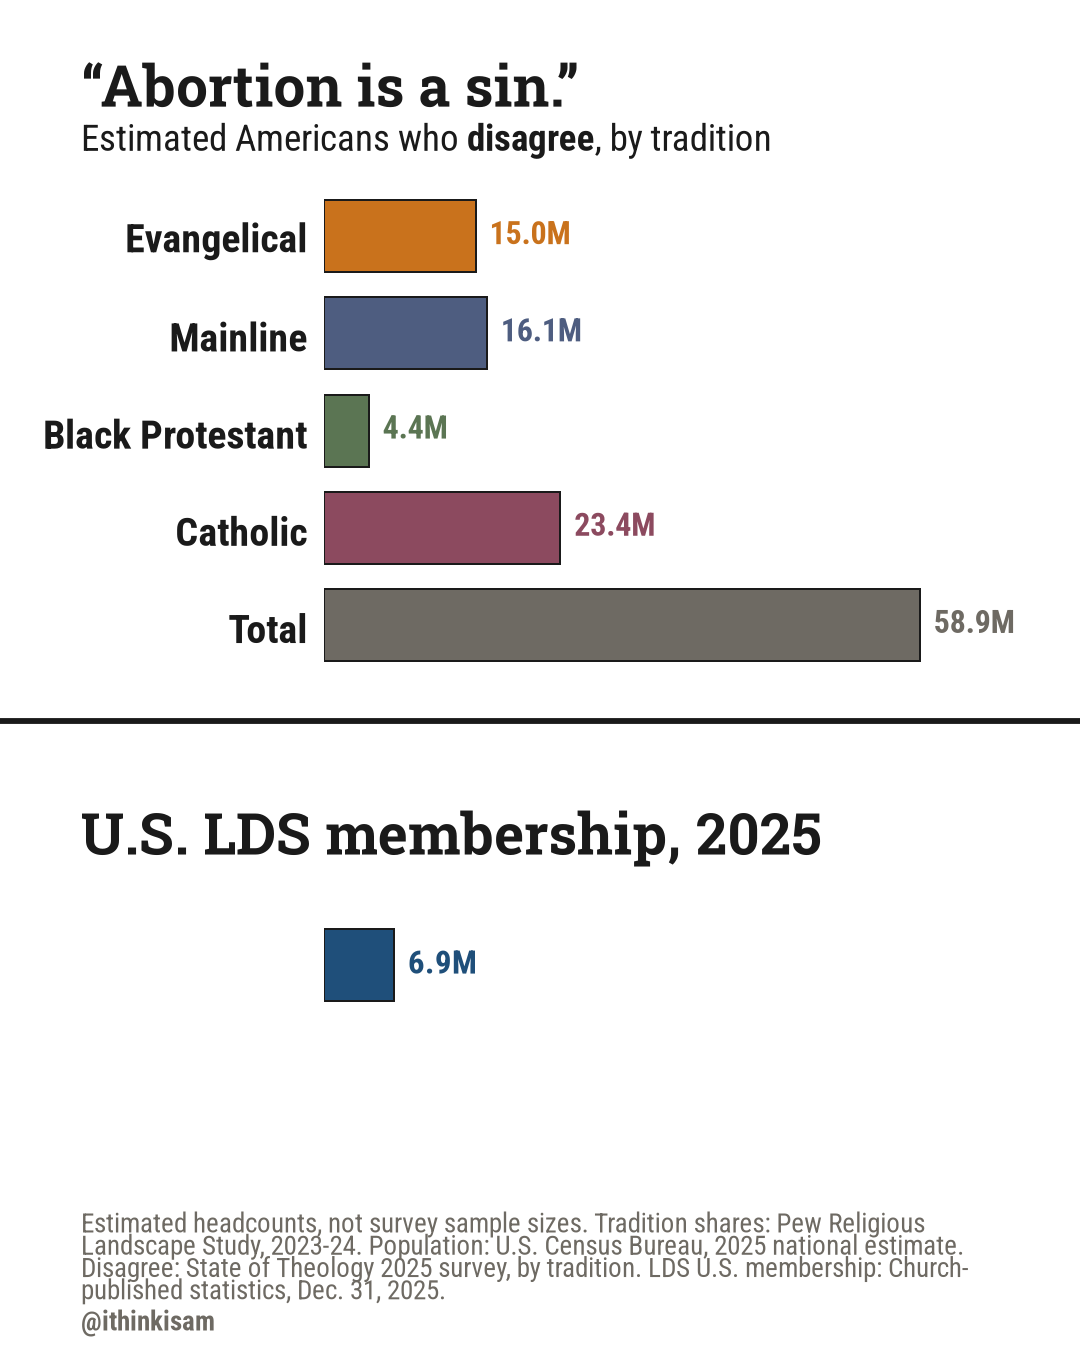 “Abortion is a sin.”
Estimated Americans who disagree, by tradition
Evangelical 15.0M
Mainline 16.1M
Black Protestant 4.4M
Catholic 23.4M
Total 58.9M
U.S. LDS membership, 2025
6.9M
Estimated headcounts, not survey sample sizes. Tradition shares: Pew Religious
Landscape Study, 2023-24. Population: U.S. Census Bureau, 2025 national estimate.
Disagree: State of Theology 2025 survey, by tradition. LDS U.S. membership: Church-
published statistics, Dec. 31, 2025.
@ithinkisam